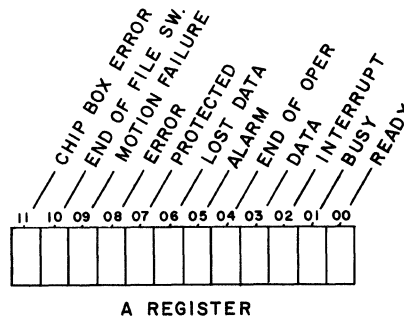 CHIP BOX ERROR
END OF FILE SW.
MOTION FAILURE
ERROR
PROTECTED
LOST DATA
ALARM
END OF OPER
DATA
INTERRUPT
BUSY
READY
11 10 09 08 07 06 05 04 03 02 01 00
A REGISTER